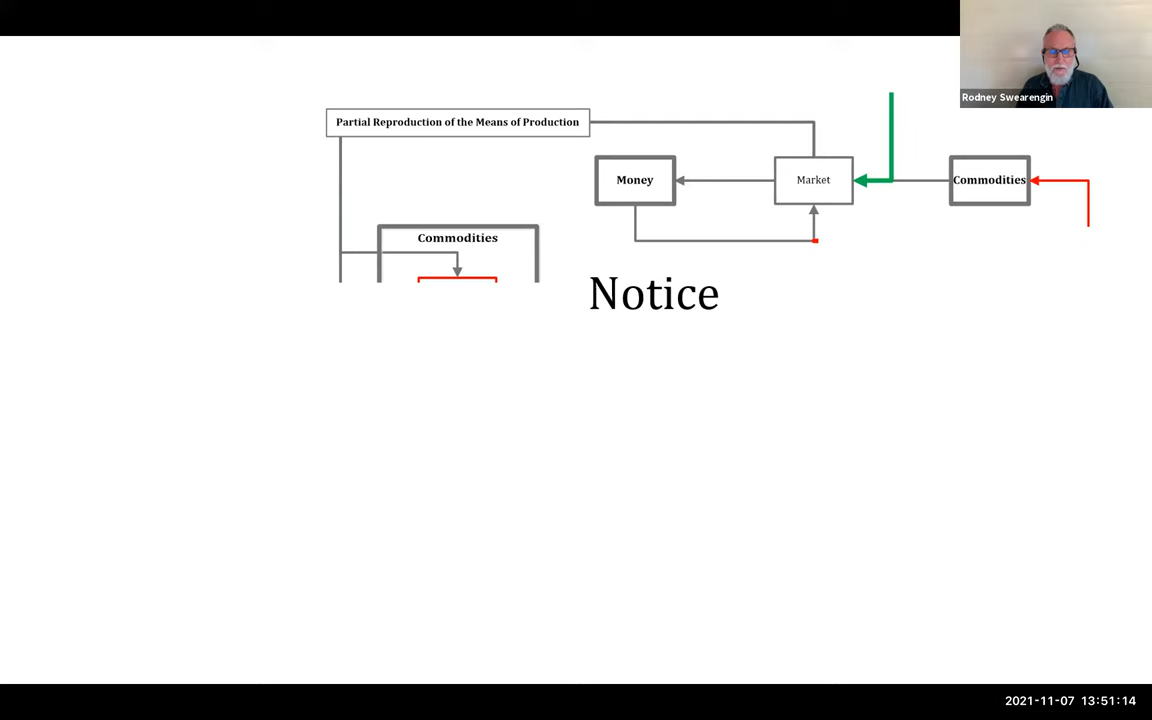 Rodney Swearengin
Partial Reproduction of the Means of Production
Money
Market
Commodities
Commodities
Notice
2021-11-07 13:51:14